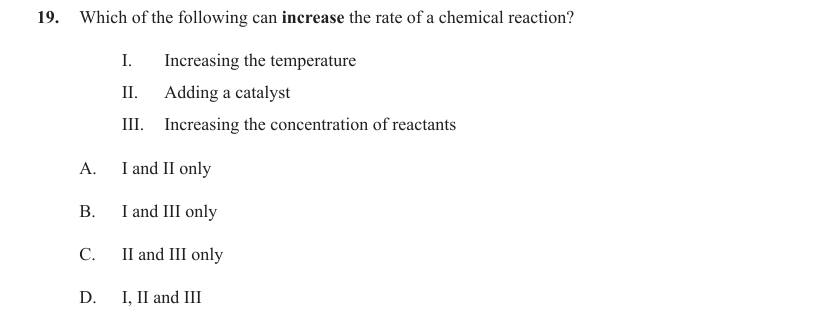 19. Which of the following can increase the rate of a chemical reaction?
I. Increasing the temperature
II. Adding a catalyst
III. Increasing the concentration of reactants
A. I and II only
B. I and III only
C. II and III only
D. I, II and III